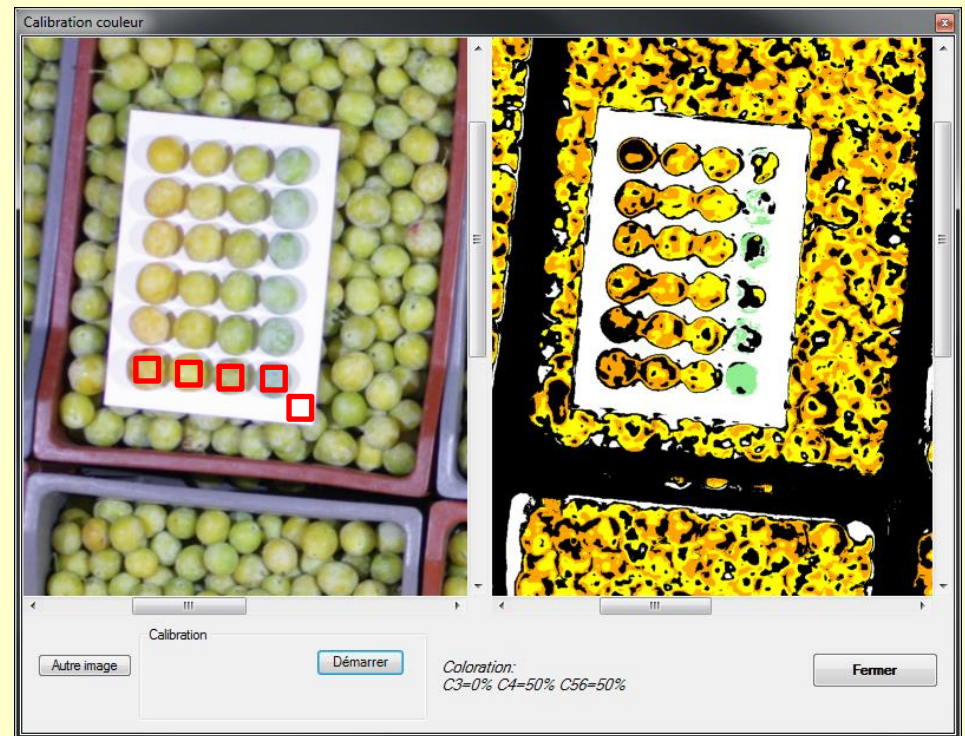 Calibration couleur
Calibration
Autre image
Démarrer
Coloration:
C3=0% C4=50% C56=50%
Fermer